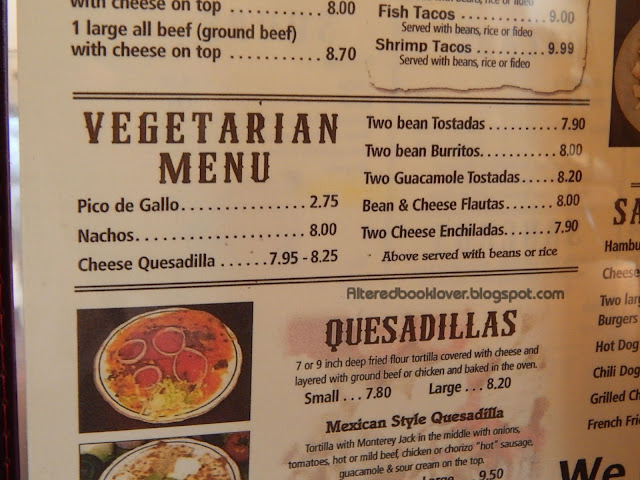 with cheese on top .......... 8.00
1 large all beef (ground beef)
with cheese on top ........... 8.70
Fish Tacos ............ 9.00
Served with beans, rice or fideo
Shrimp Tacos .......... 9.99
Served with beans, rice or fideo
VEGETARIAN
MENU
Pico de Gallo .................. 2.75
Nachos ......................... 8.00
Cheese Quesadilla ...... 7.95 - 8.25
Two bean Tostadas ............ 7.90
Two bean Burritos ............. 8.00
Two Guacamole Tostadas ..... 8.20
Bean & Cheese Flautas ........ 8.00
Two Cheese Enchiladas ....... 7.90
Above served with beans or rice
Alteredbooklover.blogspot.com
QUESADILLAS
7 or 9 inch deep fried flour tortilla covered with cheese and
layered with ground beef or chicken and baked in the oven.
Small ... 7.80 Large ... 8.20
Mexican Style Quesadilla
Tortilla with Monterey Jack in the middle with onions,
tomatoes, hot or mild beef, chicken or chorizo "hot" sausage,
guacamole & sour cream on the top.
Large 9.50
SA
Hambu
Cheese
Two larg
Burgers
Hot Dog
Chili Dog
Grilled Ch
French Fri
We